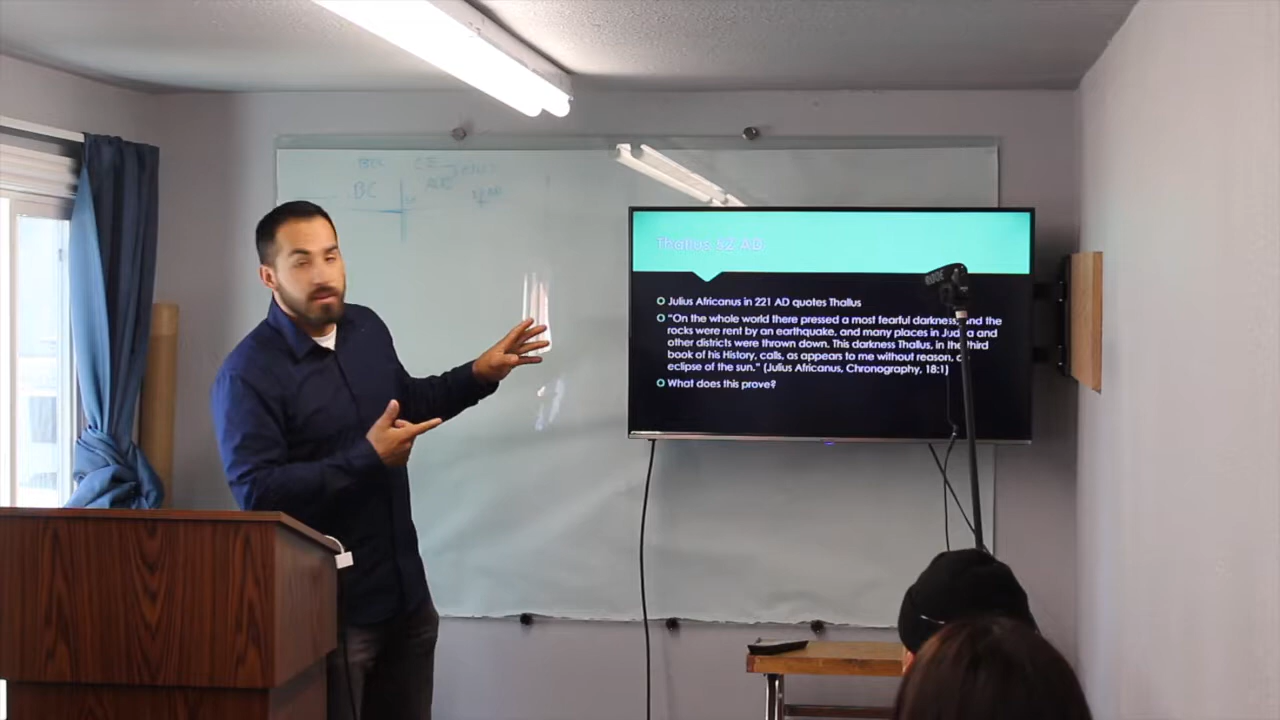 BCE CE
BC
Thallus 52 AD
Julius Africanus in 221 AD quotes Thallus
"On the whole world there pressed a most fearful darkness, and the
rocks were rent by an earthquake, and many places in Judea and
other districts were thrown down. This darkness Thallus, in the third
book of his History, calls, as appears to me without reason,
eclipse of the sun." (Julius Africanus, Chronography, 18:1)
What does this prove?
RODE